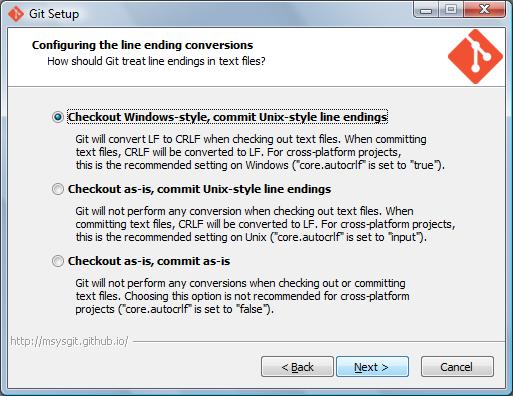 Git Setup
Configuring the line ending conversions
How should Git treat line endings in text files?
Checkout Windows-style, commit Unix-style line endings
Git will convert LF to CRLF when checking out text files. When committing
text files, CRLF will be converted to LF. For cross-platform projects,
this is the recommended setting on Windows ("core.autocrlf" is set to "true").
Checkout as-is, commit Unix-style line endings
Git will not perform any conversion when checking out text files. When
committing text files, CRLF will be converted to LF. For cross-platform projects,
this is the recommended setting on Unix ("core.autocrlf" is set to "input").
Checkout as-is, commit as-is
Git will not perform any conversions when checking out or committing
text files. Choosing this option is not recommended for cross-platform
projects ("core.autocrlf" is set to "false").
http://msysgit.github.io/
< Back
Next >
Cancel